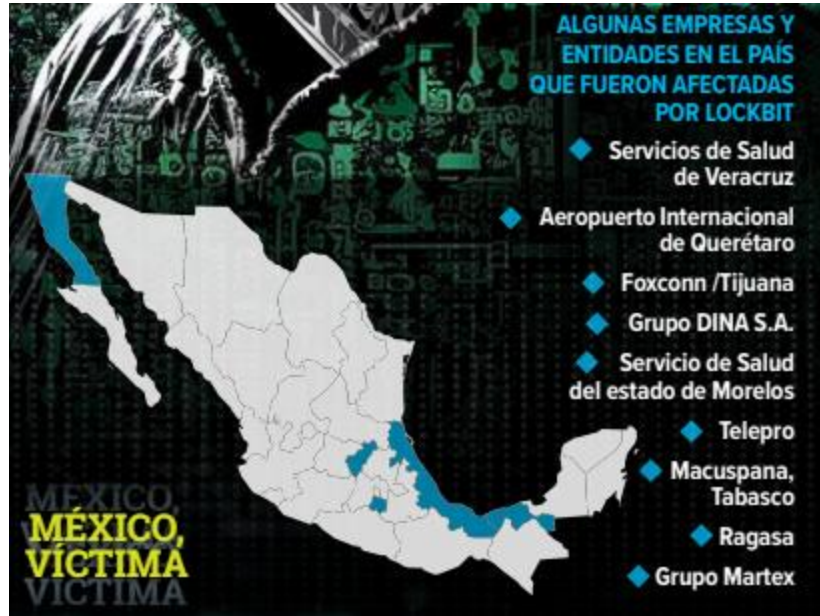 ALGUNAS EMPRESAS Y
ENTIDADES EN EL PAÍS
QUE FUERON AFECTADAS
POR LOCKBIT
Servicios de Salud
de Veracruz
Aeropuerto Internacional
de Querétaro
Foxconn /Tijuana
Grupo DINA S.A.
Servicio de Salud
del estado de Morelos
Telepro
Macuspana,
Tabasco
Ragasa
Grupo Martex
MÉXICO,
MÉXICO,
VÍCTIMA
VÍCTIMA